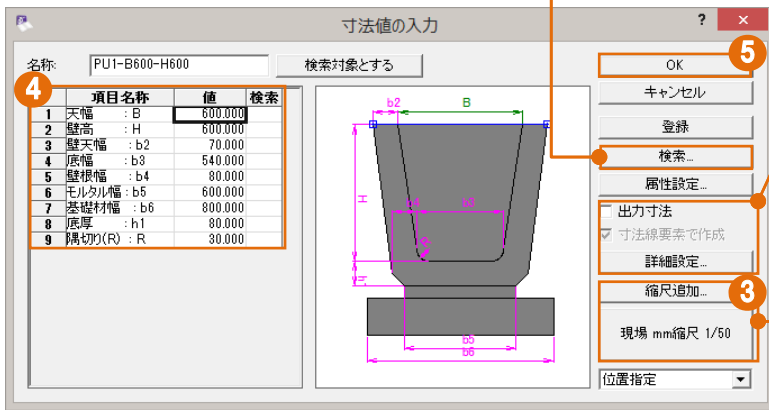 寸法値の入力
? ×
名称: PU1-B600-H600 検索対象とする
4
項目名称 値 検索
1 天幅 : B 600.000
2 壁高 : H 600.000
3 壁天幅 : b2 70.000
4 底幅 : b3 540.000
5 壁根幅 : b4 80.000
6 モルタル幅 : b5 600.000
7 基礎材幅 : b6 800.000
8 底厚 : h1 80.000
9 隅切り(R) : R 30.000
b2 B
H
b4 b3
R
h1
b5
b6
OK
5
キャンセル
登録
検索...
属性設定...
出力寸法
寸法線要素で作成
詳細設定...
縮尺追加...
3
現場 mm縮尺 1/50
位置指定